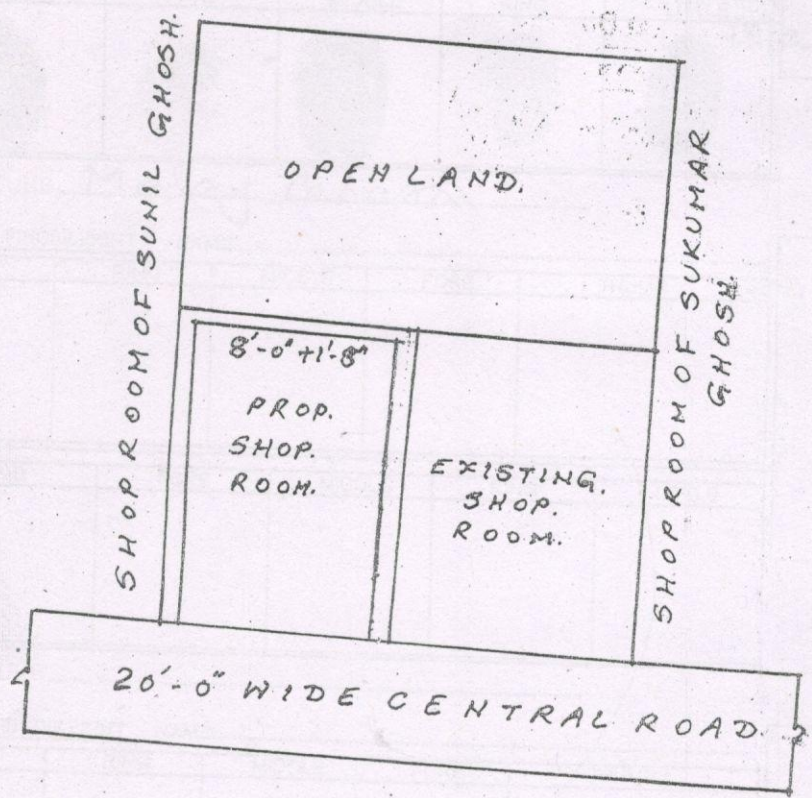 SHOP ROOM OF SUNIL GHOSH.
OPEN LAND.
SHOP ROOM OF SUKUMAR
GHOSH.
8'-0" +1'-8"
PROP.
SHOP.
ROOM.
EXISTING.
SHOP.
ROOM.
20'-0" WIDE CENTRAL ROAD